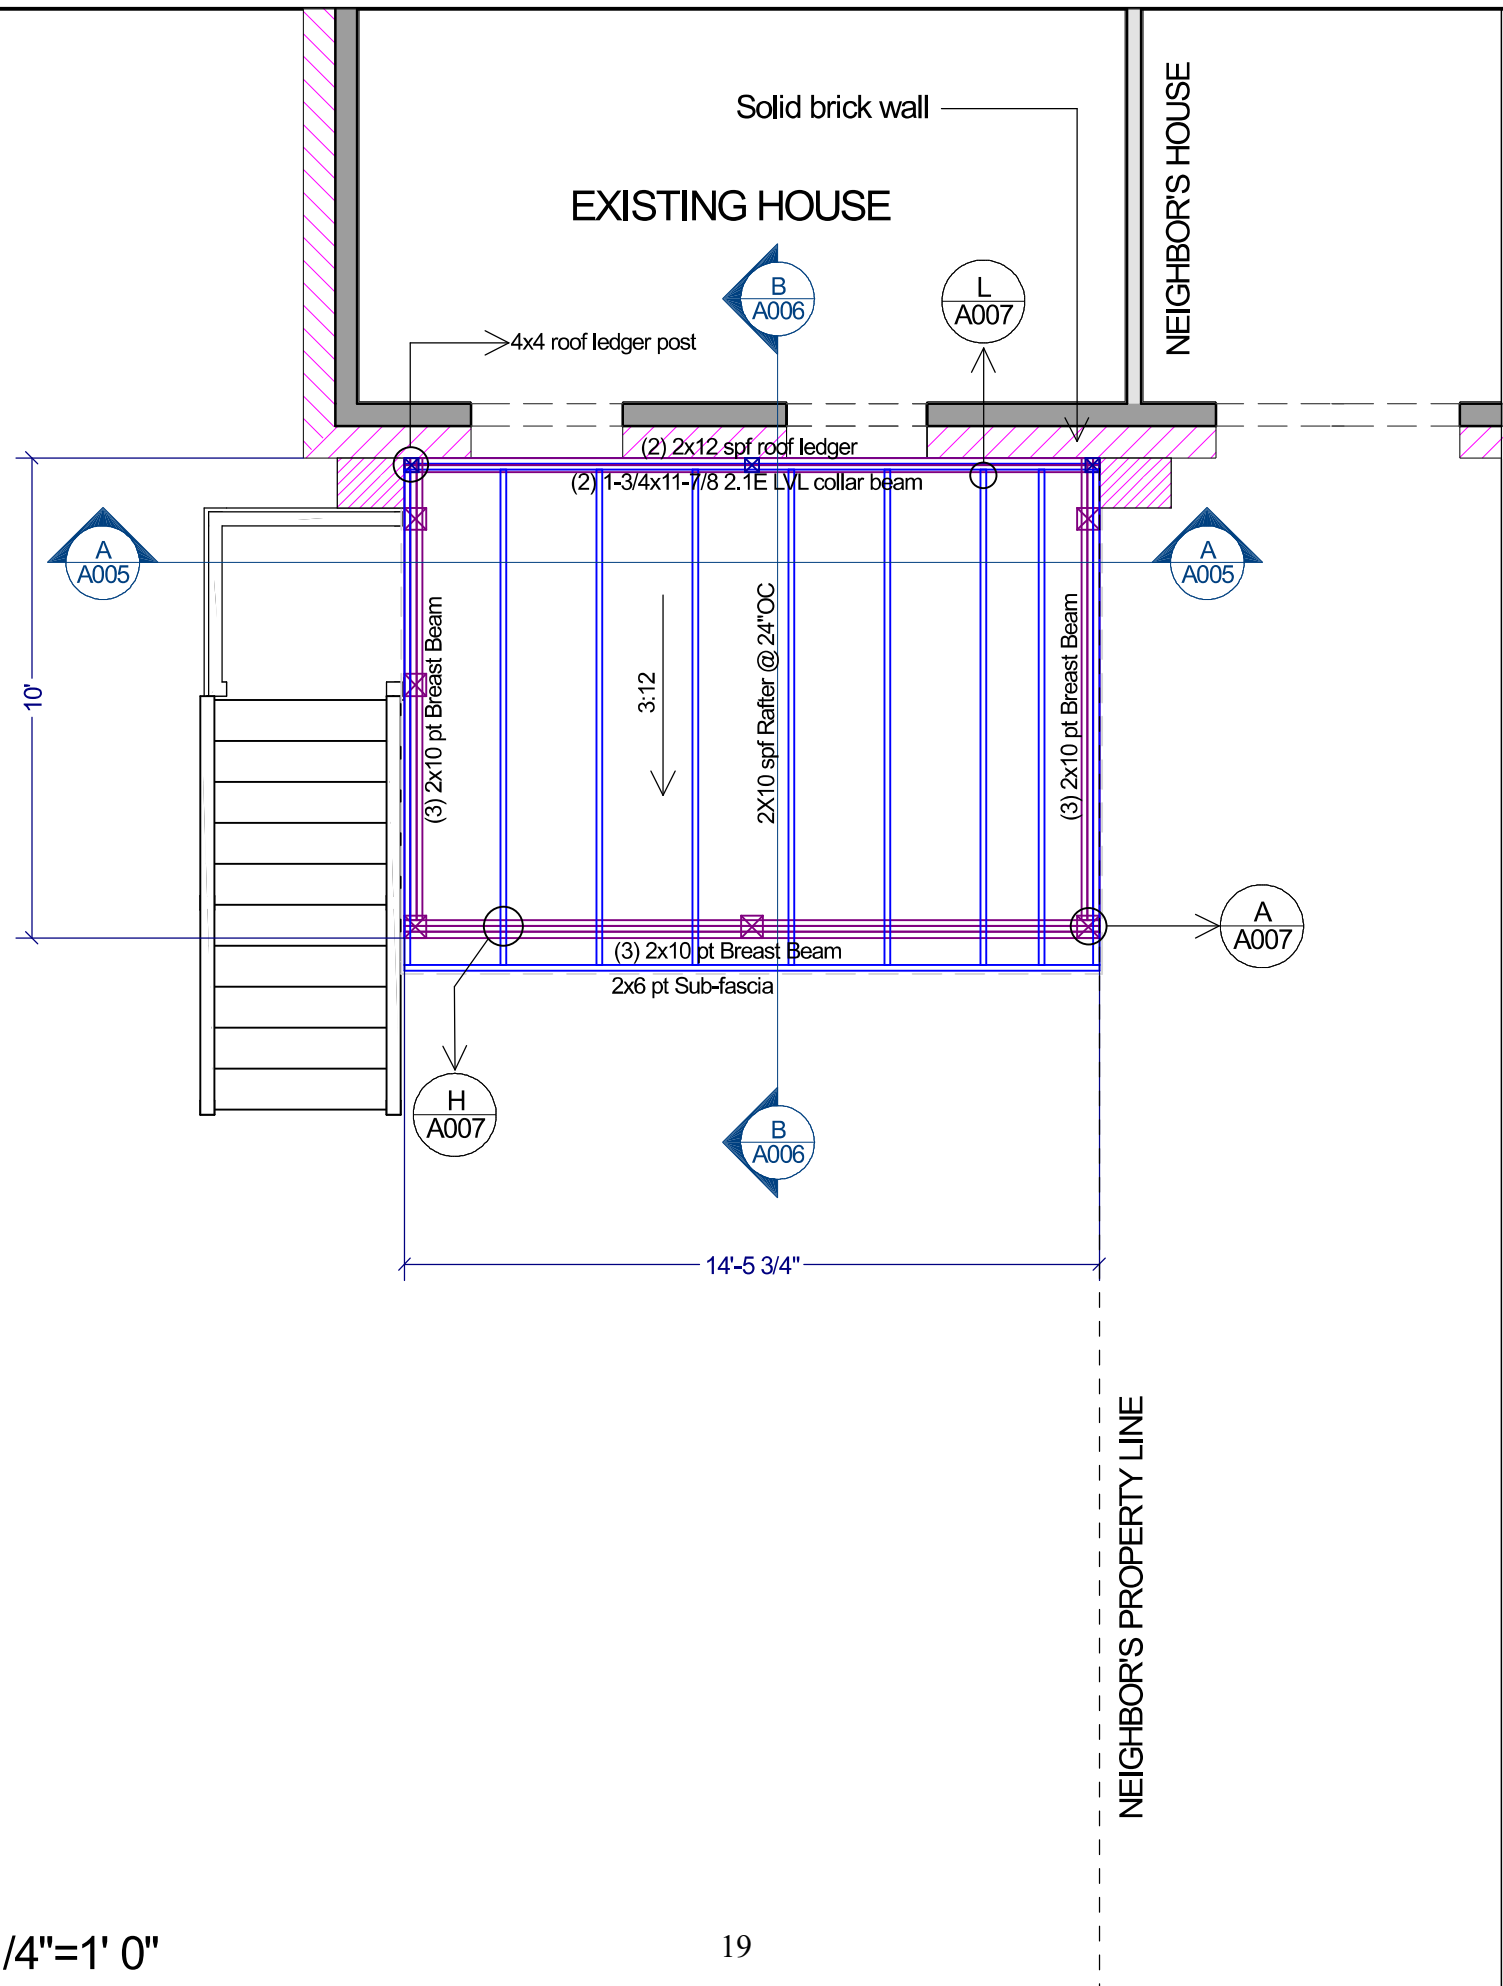 Solid brick wall
NEIGHBOR'S HOUSE
EXISTING HOUSE
B
A006
L
A007
4x4 roof ledger post
(2) 2x12 spf roof ledger
(2) 1-3/4x11-7/8 2.1E LVL collar beam
A
A005
A
A005
10'
(3) 2x10 pt Breast Beam
3:12
2X10 spf Rafter @ 24"OC
(3) 2x10 pt Breast Beam
A
A007
(3) 2x10 pt Breast Beam
2x6 pt Sub-fascia
H
A007
B
A006
14'-5 3/4"
NEIGHBOR'S PROPERTY LINE
/4"=1' 0"
19